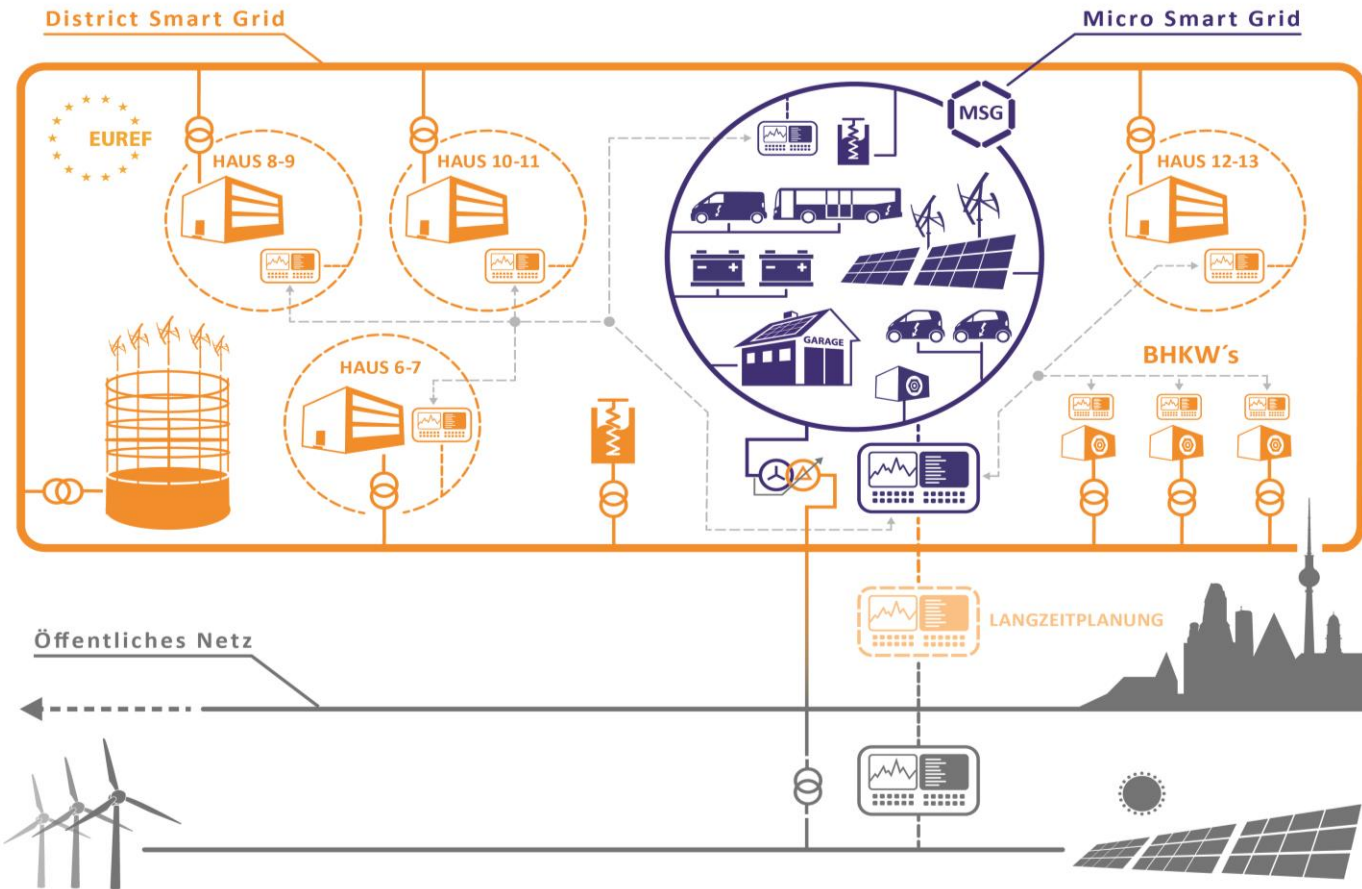 District Smart Grid
Micro Smart Grid
EUREF
MSG
HAUS 8-9
HAUS 10-11
HAUS 12-13
GARAGE
HAUS 6-7
BHKW´s
LANGZEITPLANUNG
Öffentliches Netz